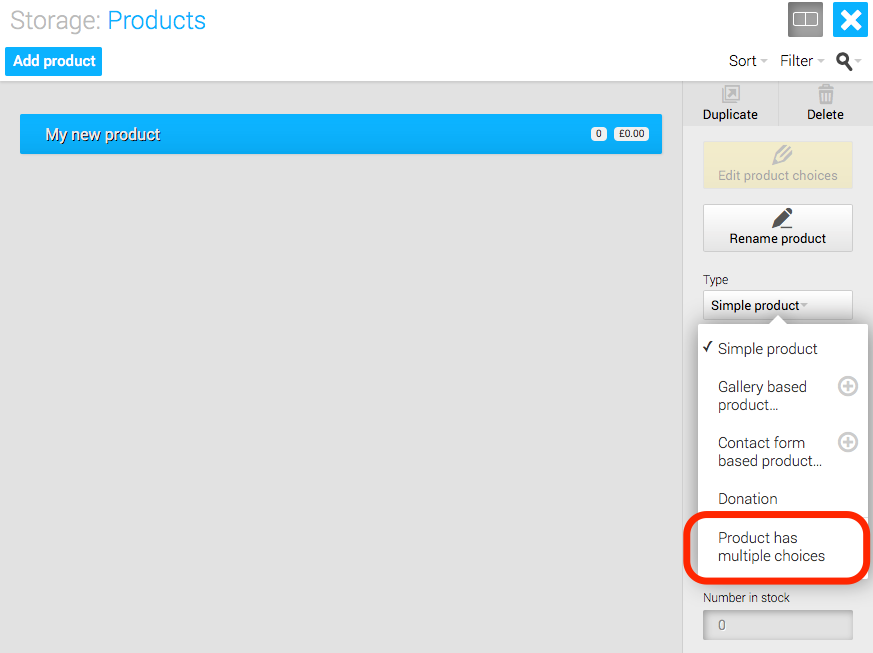 Storage: Products
Add product
Sort
Filter
Duplicate
Delete
My new product
0
£0.00
Edit product choices
Rename product
Type
Simple product
Simple product
Gallery based
product...
Contact form
based product...
Donation
Product has
multiple choices
Number in stock
0